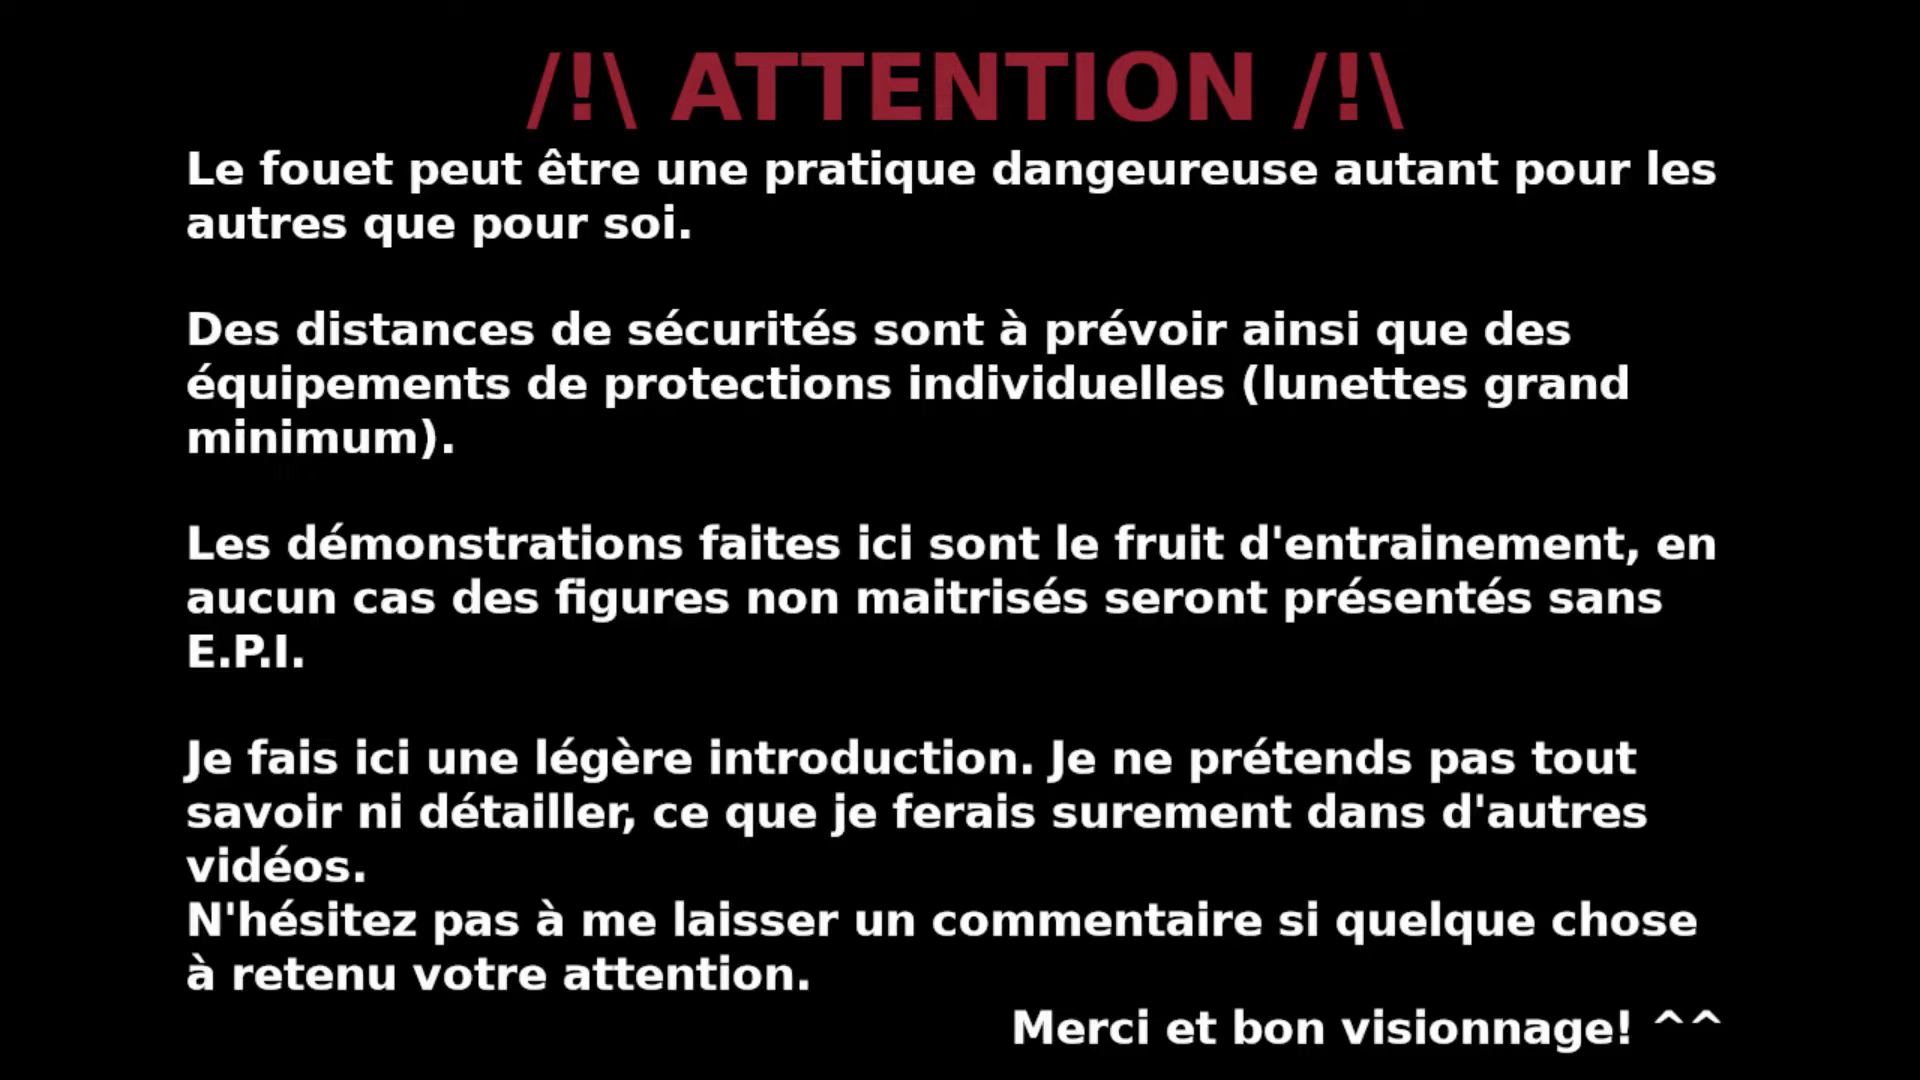 /!\ ATTENTION /!\
Le fouet peut être une pratique dangeureuse autant pour les
autres que pour soi.
Des distances de sécurités sont à prévoir ainsi que des
équipements de protections individuelles (lunettes grand
minimum).
Les démonstrations faites ici sont le fruit d'entrainement, en
aucun cas des figures non maitrisés seront présentés sans
E.P.I.
Je fais ici une légère introduction. Je ne prétends pas tout
savoir ni détailler, ce que je ferais surement dans d'autres
vidéos.
N'hésitez pas à me laisser un commentaire si quelque chose
à retenu votre attention.
Merci et bon visionnage! ^^